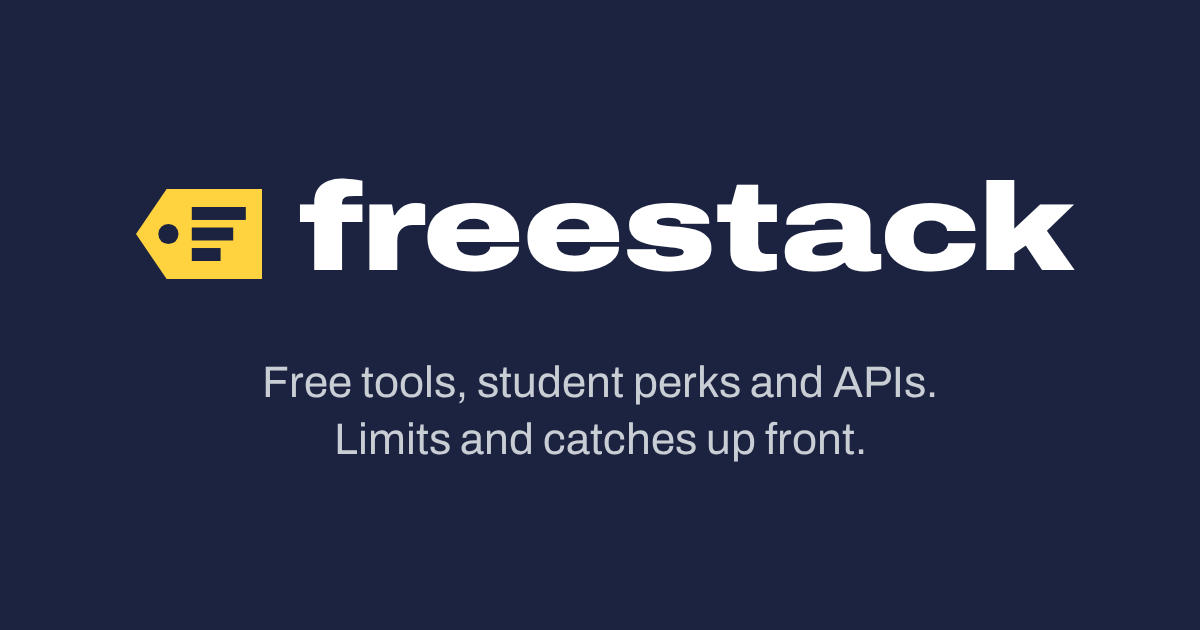 freestack
Free tools, student perks and APIs.
Limits and catches up front.